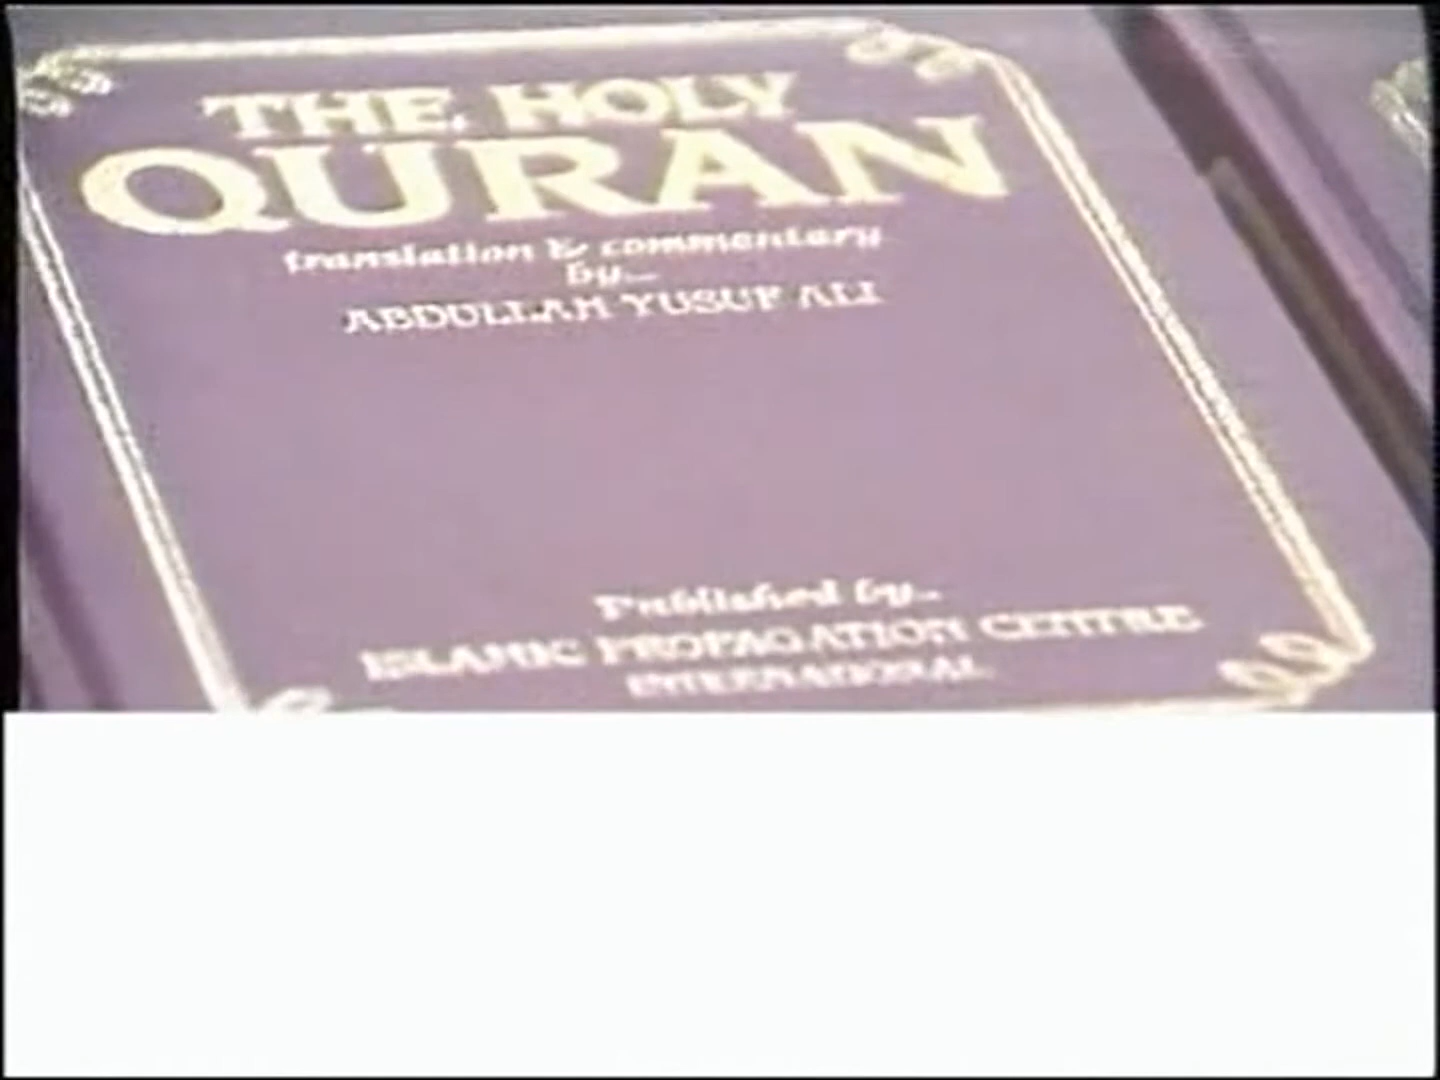 THE HOLY
QURAN
translation & commentary
by...
ABDULLAH YUSUF ALI
Published by...
ISLAMIC PROPAGATION CENTRE
INTERNATIONAL